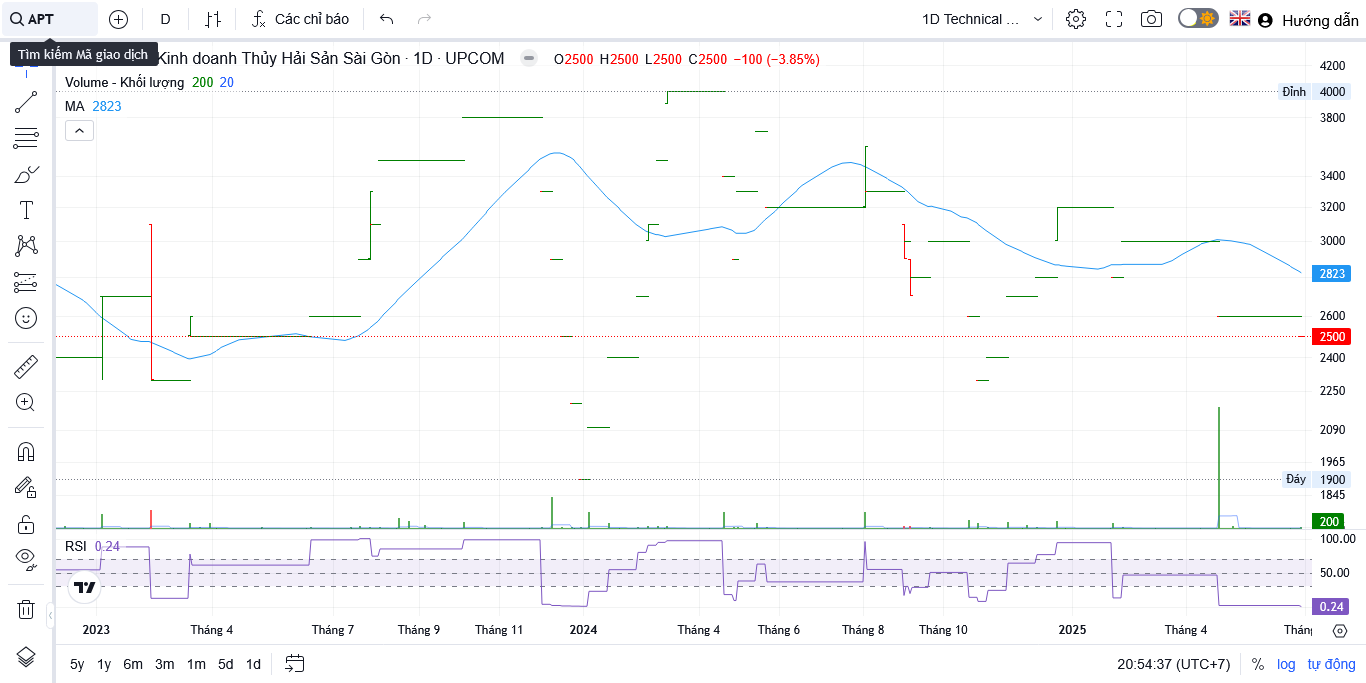 APT
D
Các chỉ báo
1D Technical ...
Hướng dẫn
Tìm kiếm Mã giao dịch
Kinh doanh Thủy Hải Sản Sài Gòn · 1D · UPCOM
O2500 H2500 L2500 C2500 −100 (−3.85%)
Volume - Khối lượng 200 20
MA 2823
4200
Đỉnh 4000
3800
3400
3200
3000
2823
2600
2500
2400
2250
2090
1965
Đáy 1900
1845
200
RSI 0.24
100.00
50.00
0.24
2023 Tháng 4 Tháng 7 Tháng 9 Tháng 11 2024 Tháng 4 Tháng 6 Tháng 8 Tháng 10 2025 Tháng 4
5y 1y 6m 3m 1m 5d 1d
20:54:37 (UTC+7) % log tự động